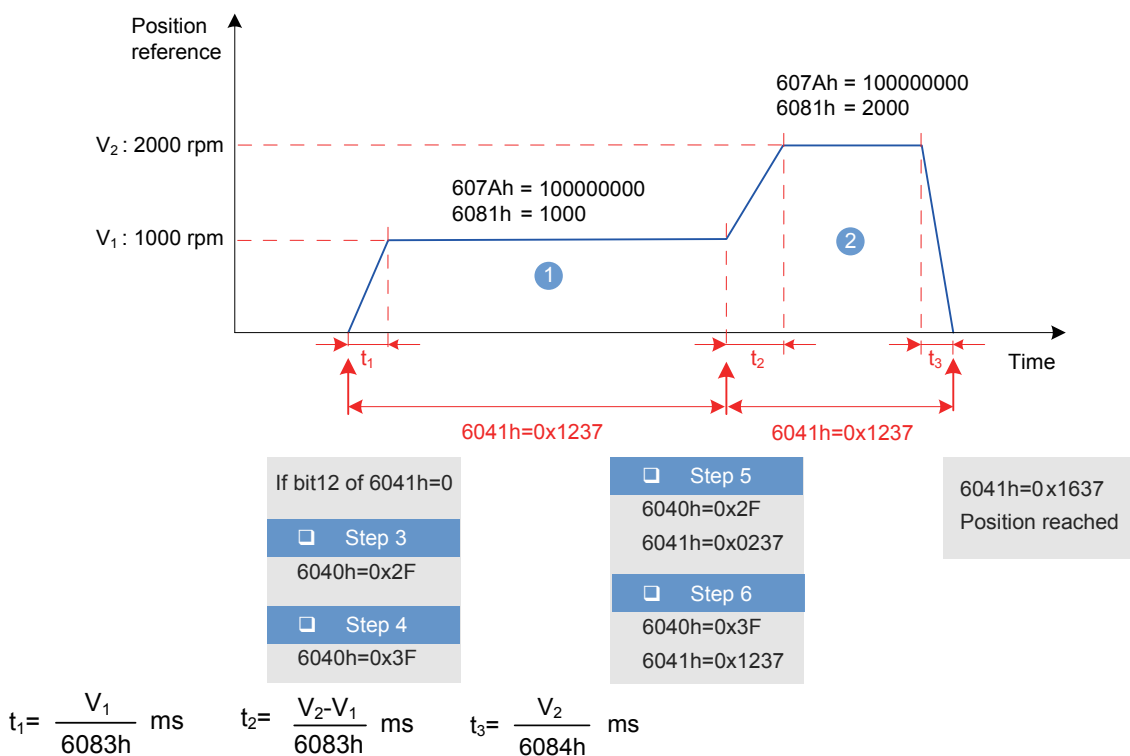 Position
reference
607Ah = 100000000
6081h = 2000
V₂ : 2000 rpm
607Ah = 100000000
6081h = 1000
V₁ : 1000 rpm
1
2
t₁
t₂
t₃
Time
6041h=0x1237
6041h=0x1237
If bit12 of 6041h=0
❑ Step 3
6040h=0x2F
❑ Step 4
6040h=0x3F
❑ Step 5
6040h=0x2F
6041h=0x0237
❑ Step 6
6040h=0x3F
6041h=0x1237
6041h=0x1637
Position reached
t₁= V₁ / 6083h ms
t₂= V₂-V₁ / 6083h ms
t₃= V₂ / 6084h ms